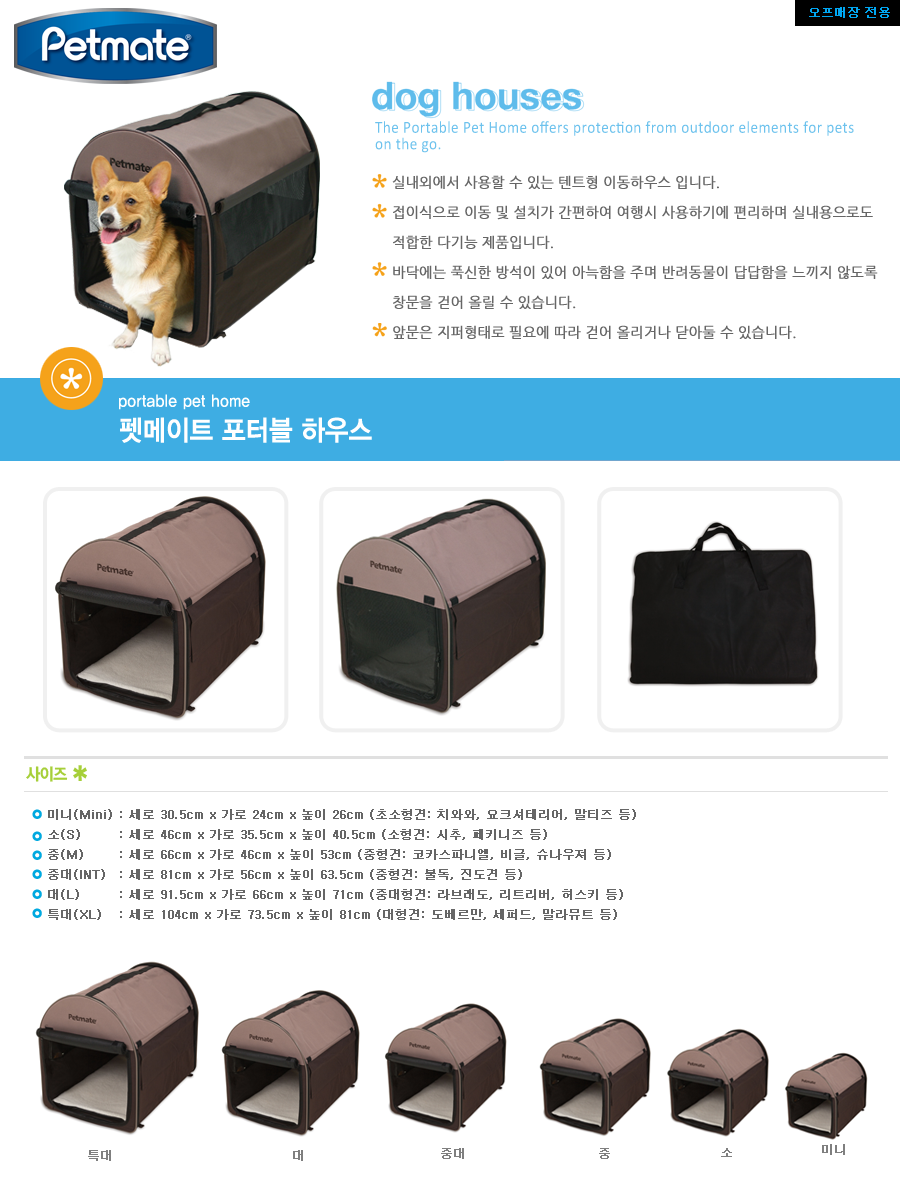 오프매장 전용
Petmate®
dog houses
The Portable Pet Home offers protection from outdoor elements for pets
on the go.
실내외에서 사용할 수 있는 텐트형 이동하우스 입니다.
접이식으로 이동 및 설치가 간편하여 여행시 사용하기에 편리하며 실내용으로도
적합한 다기능 제품입니다.
바닥에는 푹신한 방석이 있어 아늑함을 주며 반려동물이 답답함을 느끼지 않도록
창문을 걷어 올릴 수 있습니다.
앞문은 지퍼형태로 필요에 따라 걷어 올리거나 닫아둘 수 있습니다.
Petmate
portable pet home
펫메이트 포터블 하우스
Petmate
Petmate
사이즈
미니(Mini) : 세로 30.5cm x 가로 24cm x 높이 26cm (초소형견: 치와와, 요크셔테리어, 말티즈 등)
소(S) : 세로 46cm x 가로 35.5cm x 높이 40.5cm (소형견: 시추, 페키니즈 등)
중(M) : 세로 66cm x 가로 46cm x 높이 53cm (중형견: 코카스파니엘, 비글, 슈나우저 등)
중대(INT) : 세로 81cm x 가로 56cm x 높이 63.5cm (중형견: 불독, 진도견 등)
대(L) : 세로 91.5cm x 가로 66cm x 높이 71cm (중대형견: 라브래도, 리트리버, 허스키 등)
특대(XL) : 세로 104cm x 가로 73.5cm x 높이 81cm (대형견: 도베르만, 세퍼드, 말라뮤트 등)
Petmate
Petmate
Petmate
Petmate
Petmate
Petmate
특대
대
중대
중
소
미니